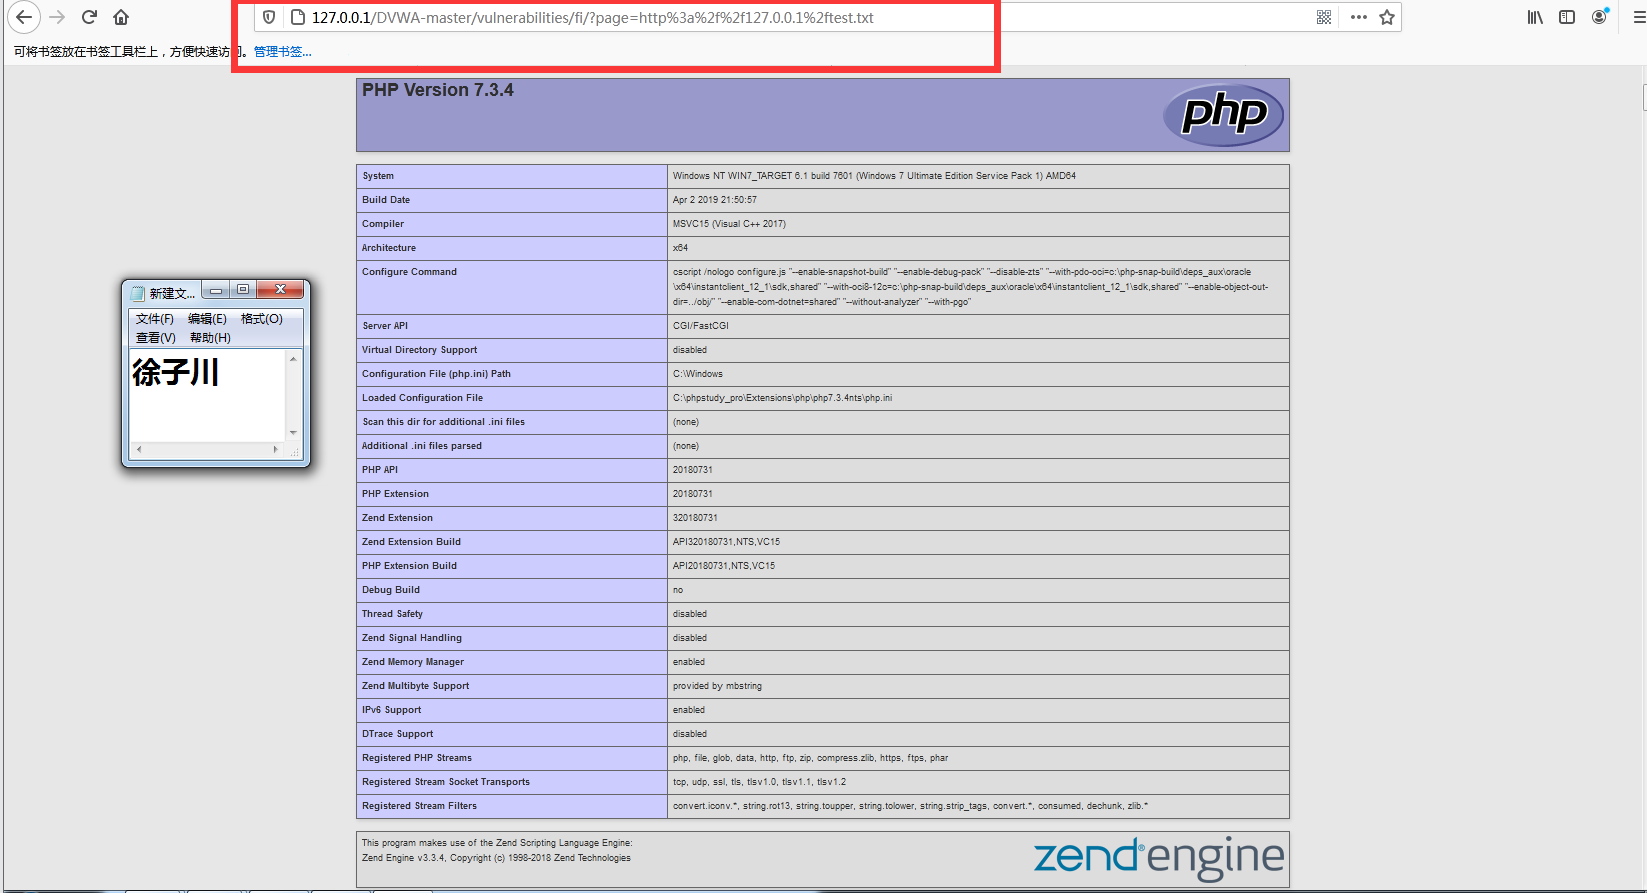 127.0.0.1/DVWA-master/vulnerabilities/fi/?page=http%3a%2f%2f127.0.0.1%2ftest.txt
可将书签放在书签工具栏上，方便快速访问。管理书签...
PHP Version 7.3.4
php
System Windows NT WIN7_TARGET 6.1 build 7601 (Windows 7 Ultimate Edition Service Pack 1) AMD64
Build Date Apr 2 2019 21:50:57
Compiler MSVC15 (Visual C++ 2017)
Architecture x64
Configure Command cscript /nologo configure.js "--enable-snapshot-build" "--enable-debug-pack" "--disable-zts" "--with-pdo-oci=c:\php-snap-build\deps_aux\oracle
\x64\instantclient_12_1\sdk,shared" "--with-oci8-12c=c:\php-snap-build\deps_aux\oracle\x64\instantclient_12_1\sdk,shared" "--enable-object-out-
dir=../obj/" "--enable-com-dotnet=shared" "--without-analyzer" "--with-pgo"
Server API CGI/FastCGI
Virtual Directory Support disabled
Configuration File (php.ini) Path C:\Windows
Loaded Configuration File C:\phpstudy_pro\Extensions\php\php7.3.4nts\php.ini
Scan this dir for additional .ini files (none)
Additional .ini files parsed (none)
PHP API 20180731
PHP Extension 20180731
Zend Extension 320180731
Zend Extension Build API320180731,NTS,VC15
PHP Extension Build API20180731,NTS,VC15
Debug Build no
Thread Safety disabled
Zend Signal Handling disabled
Zend Memory Manager enabled
Zend Multibyte Support provided by mbstring
IPv6 Support enabled
DTrace Support disabled
Registered PHP Streams php, file, glob, data, http, ftp, zip, compress.zlib, https, ftps, phar
Registered Stream Socket Transports tcp, udp, ssl, tls, tlsv1.0, tlsv1.1, tlsv1.2
Registered Stream Filters convert.iconv.*, string.rot13, string.toupper, string.tolower, string.strip_tags, convert.*, consumed, dechunk, zlib.*
This program makes use of the Zend Scripting Language Engine:
Zend Engine v3.3.4, Copyright (c) 1998-2018 Zend Technologies
zend® engine
新建文...
文件(F) 编辑(E) 格式(O)
查看(V) 帮助(H)
徐子川